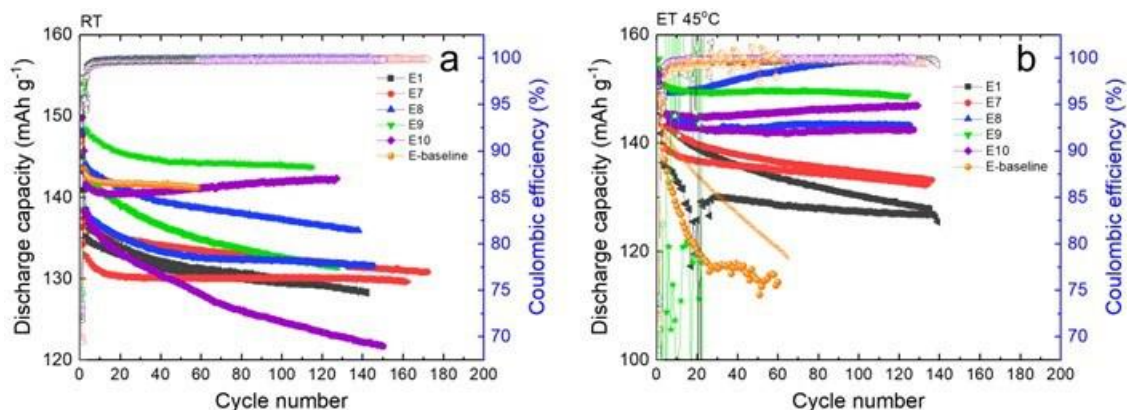 RT
a
160
150
140
130
120
Discharge capacity (mAh g⁻¹)
E1
E7
E8
E9
E10
E-baseline
100
95
90
85
80
75
70
Coulombic efficiency (%)
0 20 40 60 80 100 120 140 160 180 200
Cycle number
ET 45°C
b
160
140
120
100
Discharge capacity (mAh g⁻¹)
E1
E7
E8
E9
E10
E-baseline
100
95
90
85
80
75
70
Coulombic efficiency (%)
0 20 40 60 80 100 120 140 160 180 200
Cycle number